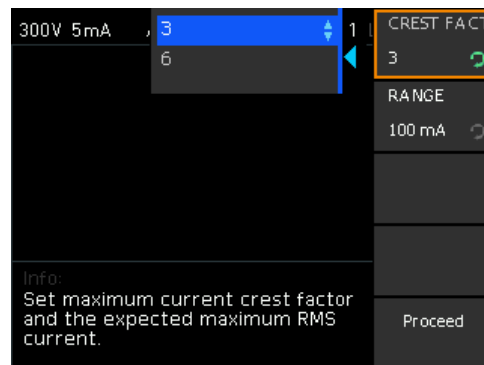 300V 5mA
3
6
1
CREST FACT
3
RANGE
100 mA
Info:
Set maximum current crest factor
and the expected maximum RMS
current.
Proceed